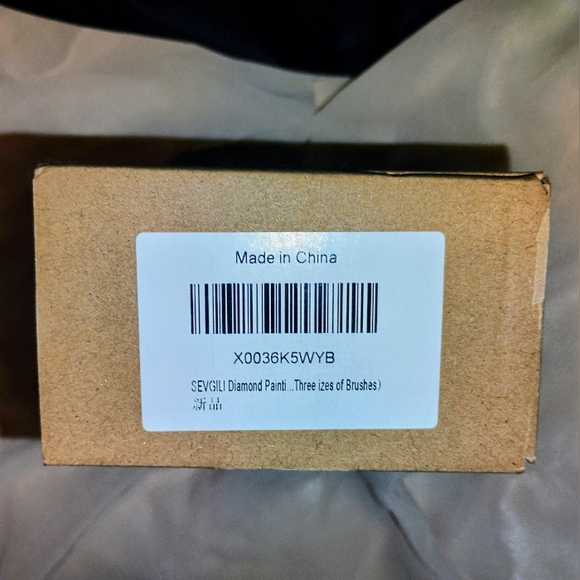 Made in China
X0036K5WYB
SEVGILI Diamond Painti...Three izes of Brushes)
新品